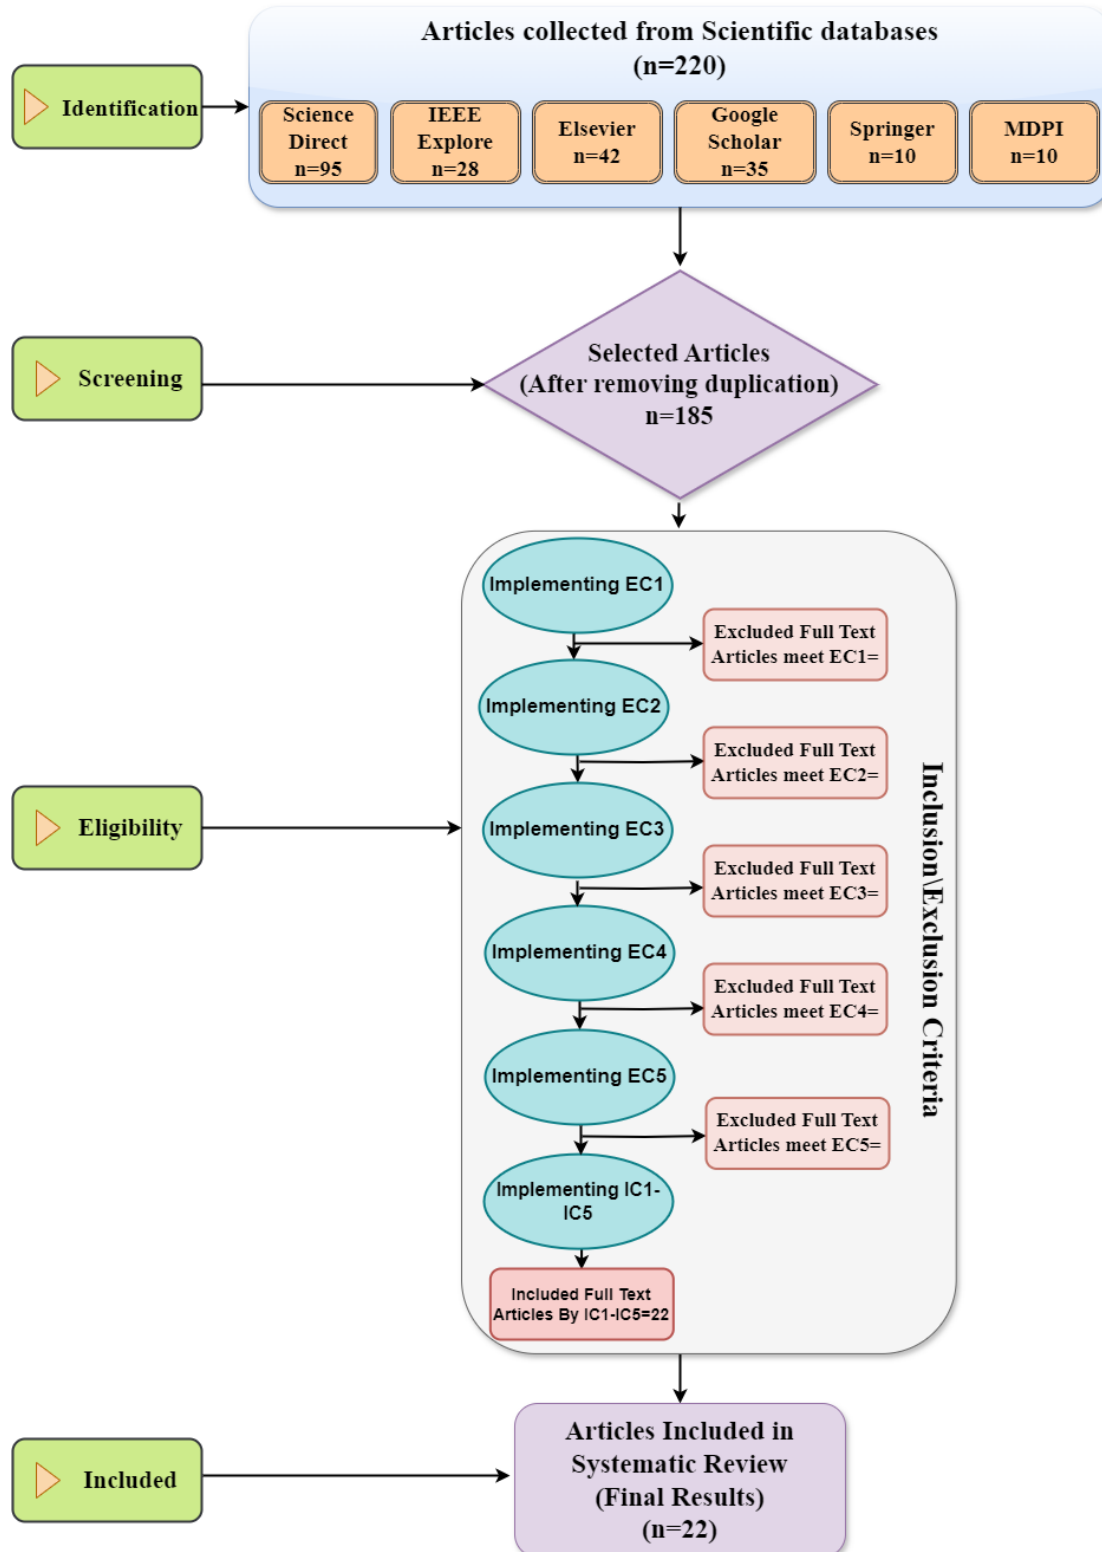 Articles collected from Scientific databases
(n=220)
Identification
Science
Direct
n=95
IEEE
Explore
n=28
Elsevier
n=42
Google
Scholar
n=35
Springer
n=10
MDPI
n=10
Screening
Selected Articles
(After removing duplication)
n=185
Eligibility
Implementing EC1
Excluded Full Text
Articles meet EC1=
Implementing EC2
Excluded Full Text
Articles meet EC2=
Implementing EC3
Excluded Full Text
Articles meet EC3=
Implementing EC4
Excluded Full Text
Articles meet EC4=
Implementing EC5
Excluded Full Text
Articles meet EC5=
Implementing IC1-
IC5
Included Full Text
Articles By IC1-IC5=22
Inclusion\Exclusion Criteria
Included
Articles Included in
Systematic Review
(Final Results)
(n=22)